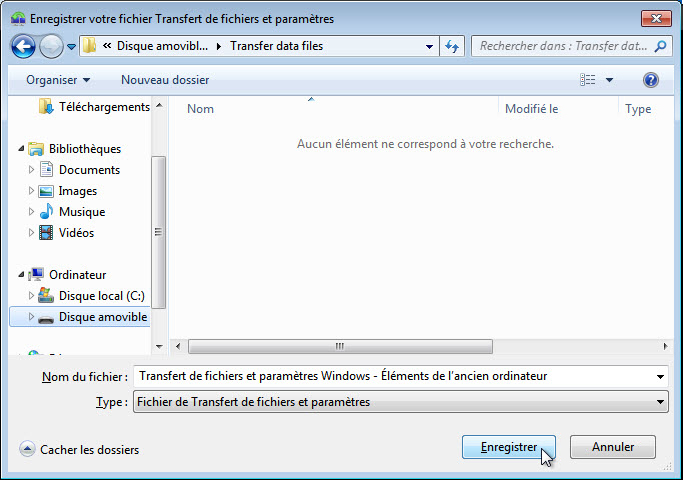 Enregistrer votre fichier Transfert de fichiers et paramètres
« Disque amovibl... Transfer data files
Rechercher dans : Transfer dat...
Organiser Nouveau dossier
Nom Modifié le Type
Aucun élément ne correspond à votre recherche.
Téléchargements
Bibliothèques
Documents
Images
Musique
Vidéos
Ordinateur
Disque local (C:)
Disque amovible
Nom du fichier : Transfert de fichiers et paramètres Windows - Éléments de l'ancien ordinateur
Type : Fichier de Transfert de fichiers et paramètres
Cacher les dossiers
Enregistrer Annuler